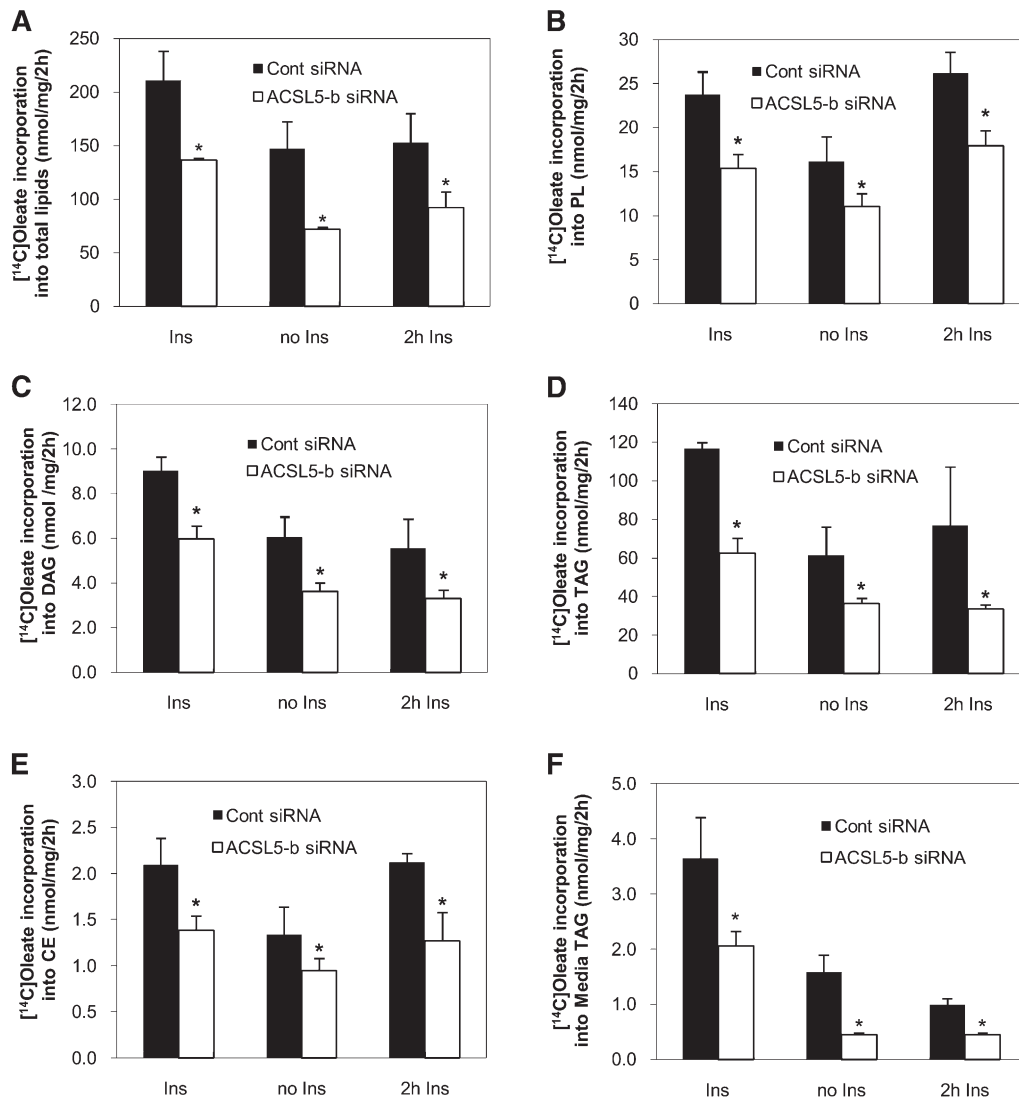 A
[¹⁴C]Oleate incorporation
into total lipids (nmol/mg/2h)
250
200
150
100
50
0
Cont siRNA
ACSL5-b siRNA
*
*
*
Ins no Ins 2h Ins
B
[¹⁴C]Oleate incorporation
into PL (nmol/mg/2h)
30
25
20
15
10
5
0
Cont siRNA
ACSL5-b siRNA
*
*
*
Ins no Ins 2h Ins
C
[¹⁴C]Oleate incorporation
into DAG (nmol /mg/2h)
12.0
10.0
8.0
6.0
4.0
2.0
0.0
Cont siRNA
ACSL5-b siRNA
*
*
*
Ins no Ins 2h Ins
D
[¹⁴C]Oleate incorporation
into TAG (nmol/mg/2h)
140
120
100
80
60
40
20
0
Cont siRNA
ACSL5-b siRNA
*
*
*
Ins no Ins 2h Ins
E
[¹⁴C]Oleate incorporation
into CE (nmol/mg/2h)
3.0
2.5
2.0
1.5
1.0
0.5
0.0
Cont siRNA
ACSL5-b siRNA
*
*
*
Ins no Ins 2h Ins
F
[¹⁴C]Oleate incorporation
into Media TAG (nmol/mg/2h)
5.0
4.0
3.0
2.0
1.0
0.0
Cont siRNA
ACSL5-b siRNA
*
*
*
Ins no Ins 2h Ins